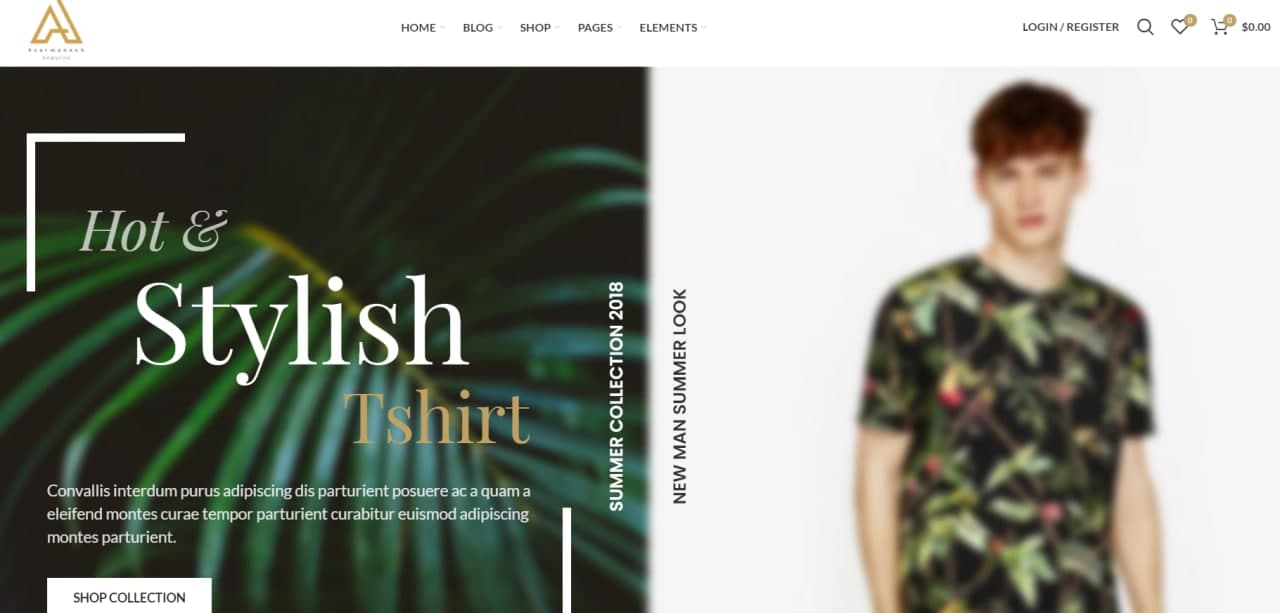 HOME BLOG SHOP PAGES ELEMENTS LOGIN / REGISTER 0 0 $0.00
Analytics
Hot &
Stylish
Tshirt
SUMMER COLLECTION 2018
NEW MAN SUMMER LOOK
Convallis interdum purus adipiscing dis parturient posuere ac a quam a
eleifend montes curae tempor parturient curabitur euismod adipiscing
montes parturient.
SHOP COLLECTION